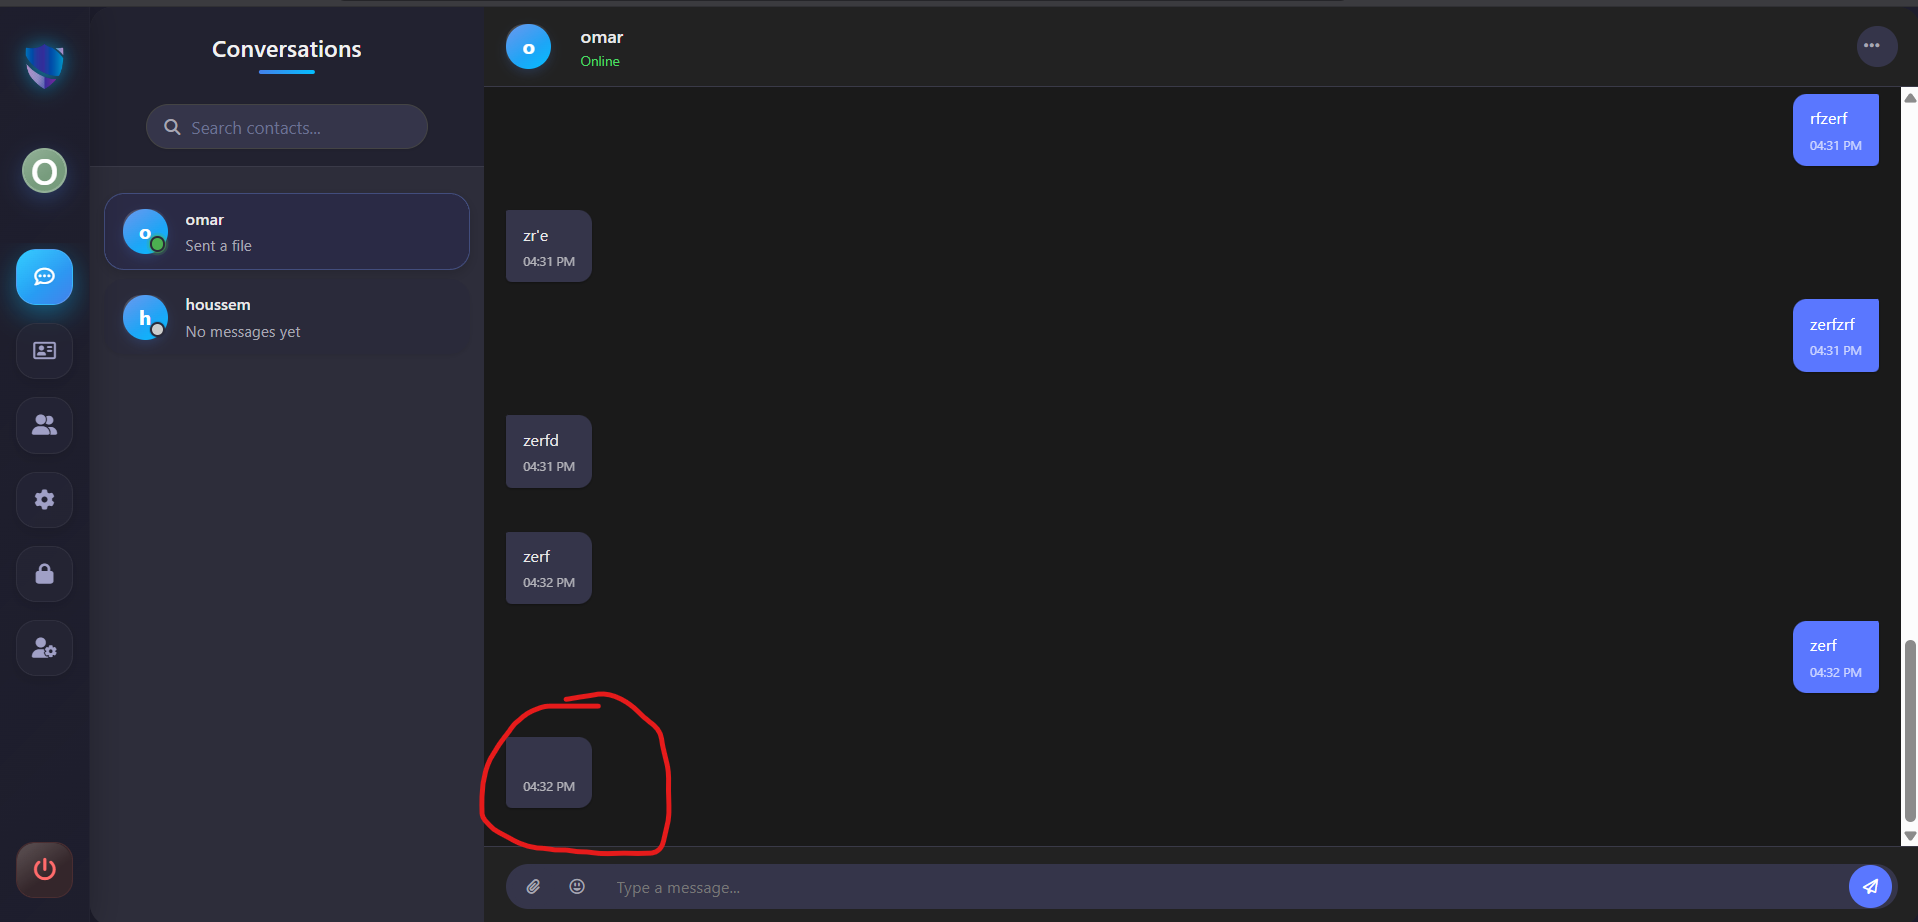 Conversations
Search contacts...
O
o
omar
Sent a file
h
houssem
No messages yet
o
omar
Online
rfzerf
04:31 PM
zr'e
04:31 PM
zerfzrf
04:31 PM
zerfd
04:31 PM
zerf
04:32 PM
zerf
04:32 PM
04:32 PM
Type a message...